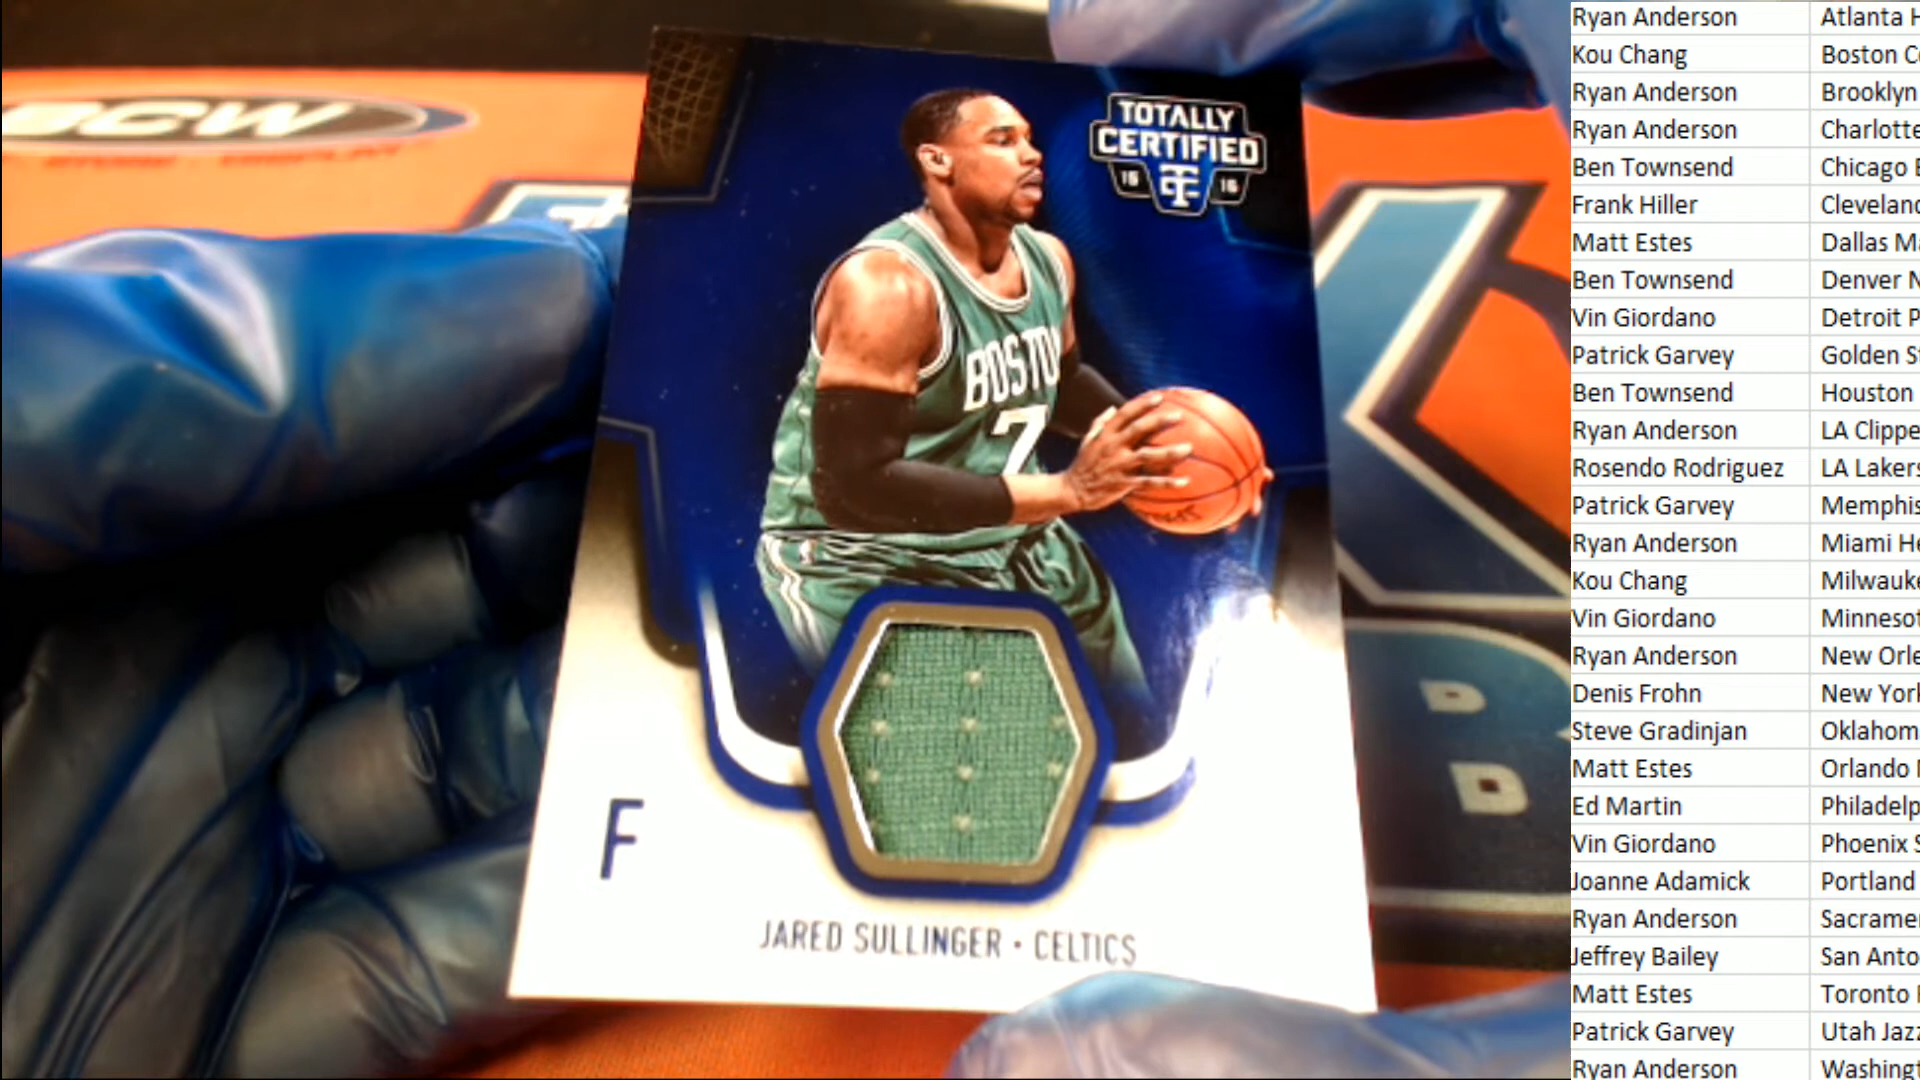 TOTALLY
CERTIFIED
15 16
BOSTON
7
F
JARED SULLINGER • CELTICS
Ryan Anderson Atlanta H
Kou Chang Boston Ce
Ryan Anderson Brooklyn
Ryan Anderson Charlotte
Ben Townsend Chicago B
Frank Hiller Cleveland
Matt Estes Dallas Ma
Ben Townsend Denver N
Vin Giordano Detroit P
Patrick Garvey Golden St
Ben Townsend Houston
Ryan Anderson LA Clippe
Rosendo Rodriguez LA Lakers
Patrick Garvey Memphis
Ryan Anderson Miami He
Kou Chang Milwauke
Vin Giordano Minnesot
Ryan Anderson New Orle
Denis Frohn New York
Steve Gradinjan Oklahom
Matt Estes Orlando
Ed Martin Philadelp
Vin Giordano Phoenix S
Joanne Adamick Portland
Ryan Anderson Sacramen
Jeffrey Bailey San Anto
Matt Estes Toronto
Patrick Garvey Utah Jazz
Ryan Anderson Washingt